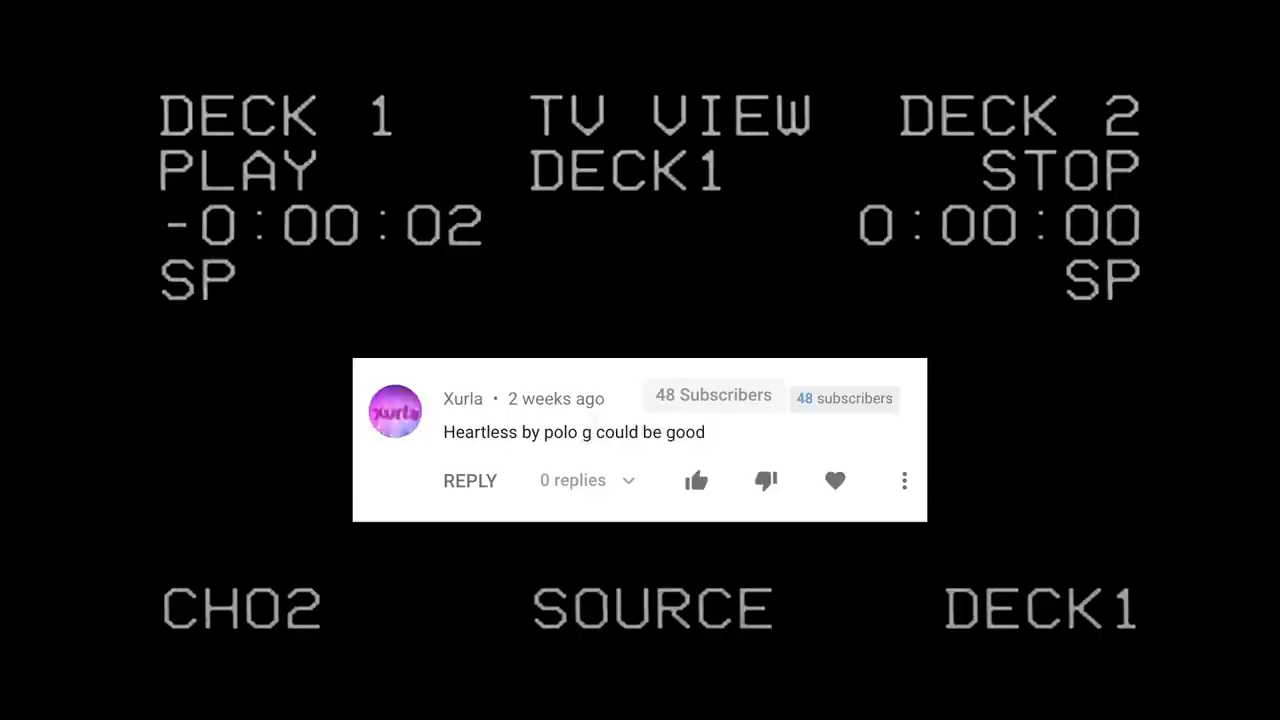 DECK 1 TV VIEW DECK 2
PLAY DECK1 STOP
-0:00:02 0:00:00
SP SP
xurla
Xurla • 2 weeks ago 48 Subscribers 48 subscribers
Heartless by polo g could be good
REPLY 0 replies
CH02 SOURCE DECK1